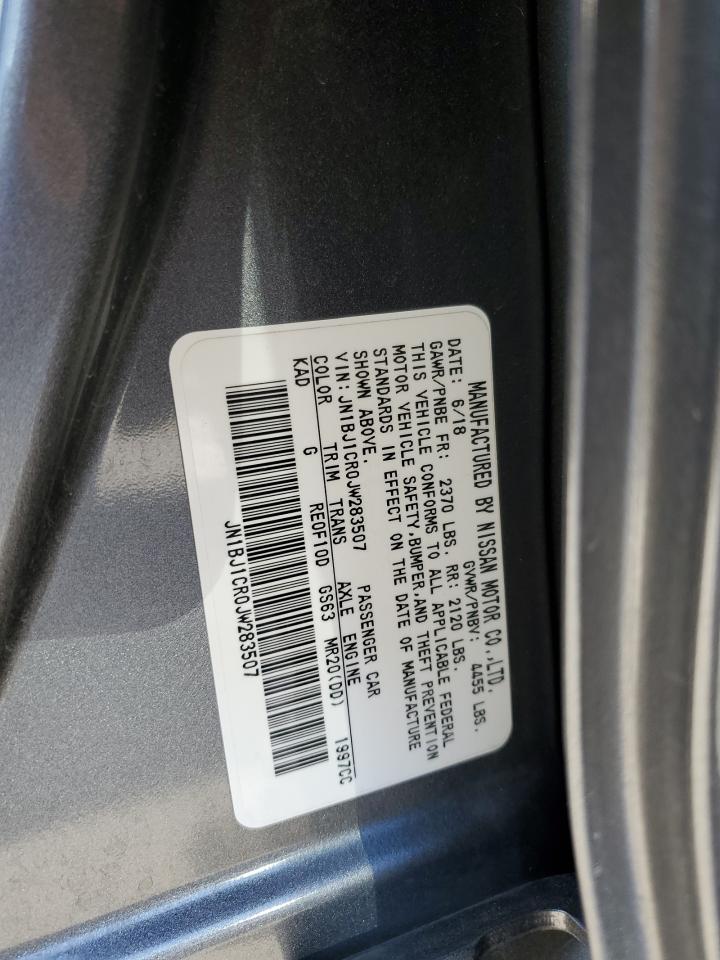 MANUFACTURED BY NISSAN MOTOR CO.,LTD.
DATE: 6/18 GVWR/PNBV: 4455 LBS.
GAWR/PNBE FR: 2370 LBS. RR: 2120 LBS.
THIS VEHICLE CONFORMS TO ALL APPLICABLE FEDERAL
MOTOR VEHICLE SAFETY,BUMPER,AND THEFT PREVENTION
STANDARDS IN EFFECT ON THE DATE OF MANUFACTURE
SHOWN ABOVE.
VIN:JN1BJ1CR0JW283507 PASSENGER CAR
COLOR TRIM TRANS AXLE ENGINE
KAD G RE0F10D GS63 MR20(DD) 1997CC
JN1BJ1CR0JW283507